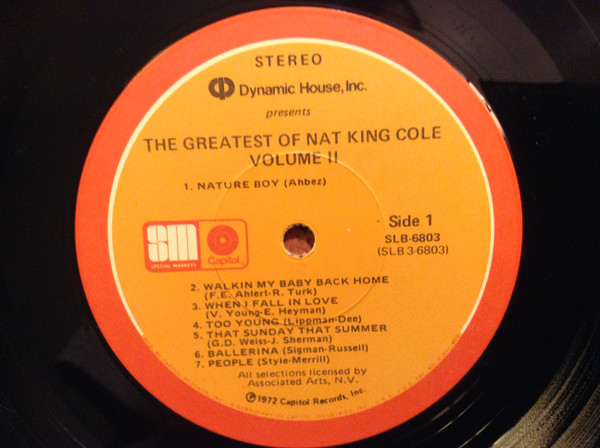 STEREO
Dynamic House, Inc.
presents
THE GREATEST OF NAT KING COLE
VOLUME II
1. NATURE BOY (Ahbez)
Side 1
SLB-6803
(SLB 3-6803)
SM
SPECIAL MARKETS
Capitol
2. WALKIN MY BABY BACK HOME
(F.E. Ahlert-R. Turk)
3. WHEN I FALL IN LOVE
(V. Young-E. Heyman)
4. TOO YOUNG (Lippman-Dee)
5. THAT SUNDAY THAT SUMMER
(G.D. Weiss-J. Sherman)
6. BALLERINA (Sigman-Russell)
7. PEOPLE (Style-Merrill)
All selections licensed by
Associated Arts, N.V.
℗1972 Capitol Records, Inc.